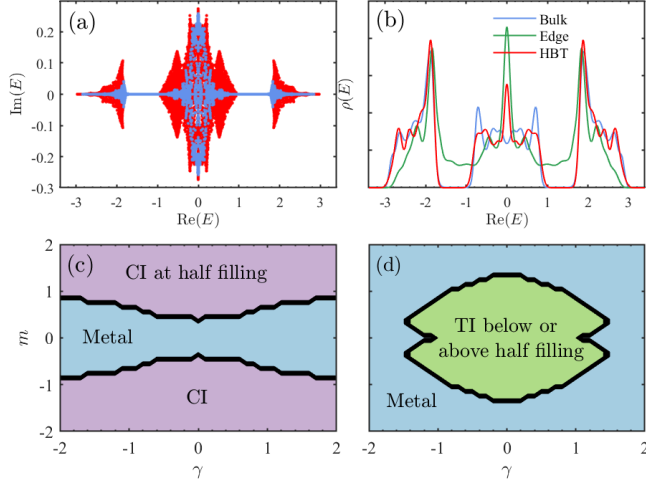 (a)
Im(E)
0.2
0.1
0
-0.1
-0.2
-0.3
-3 -2 -1 0 1 2 3
Re(E)
(b)
Bulk
Edge
HBT
ρ(E)
-3 -2 -1 0 1 2 3
Re(E)
(c)
CI at half filling
Metal
CI
m
2
1
0
-1
-2
-2 -1 0 1 2
γ
(d)
TI below or
above half filling
Metal
-2 -1 0 1 2
γ